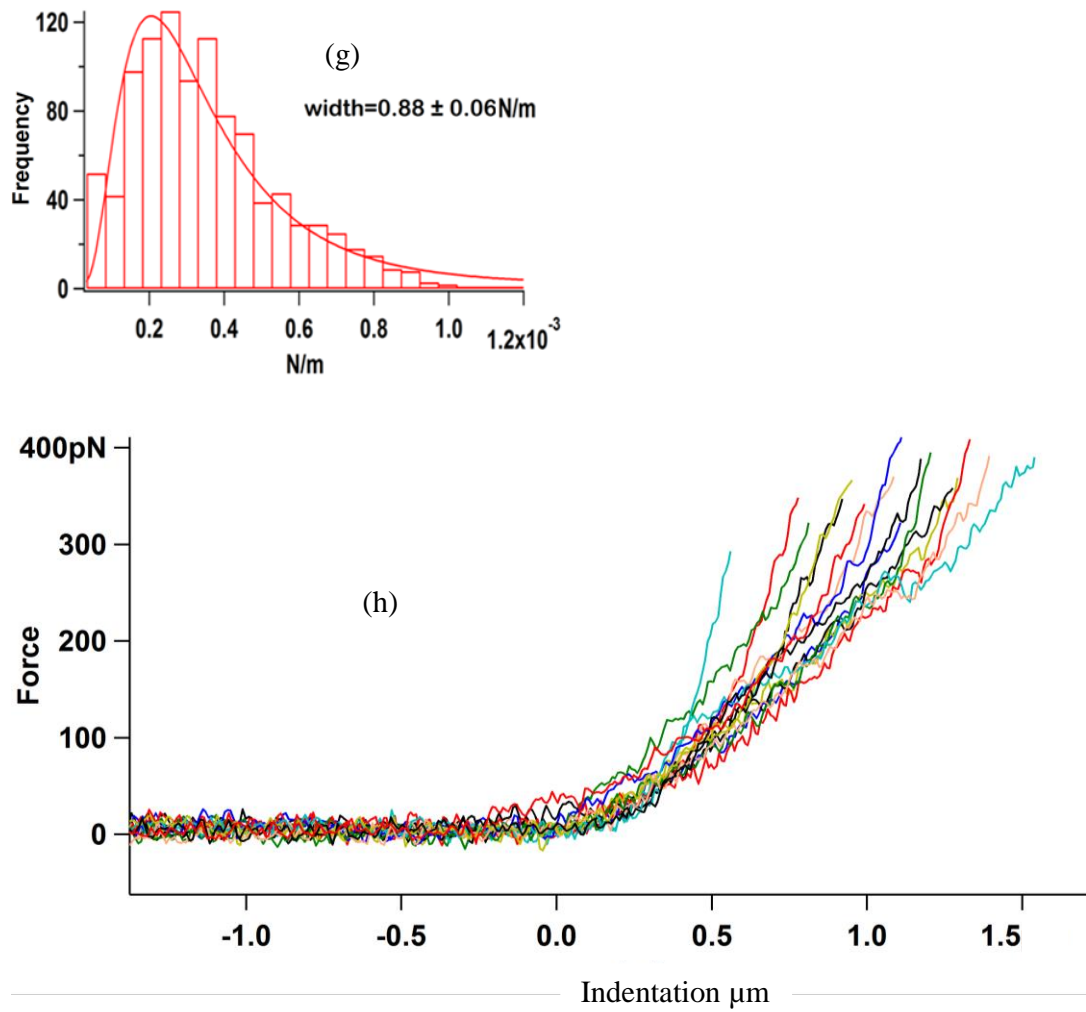 120
(g)
width=0.88 ± 0.06N/m
Frequency
80
40
0
0.2 0.4 0.6 0.8 1.0 1.2x10⁻³
N/m
400pN
300
(h)
Force
200
100
0
-1.0 -0.5 0.0 0.5 1.0 1.5
Indentation µm